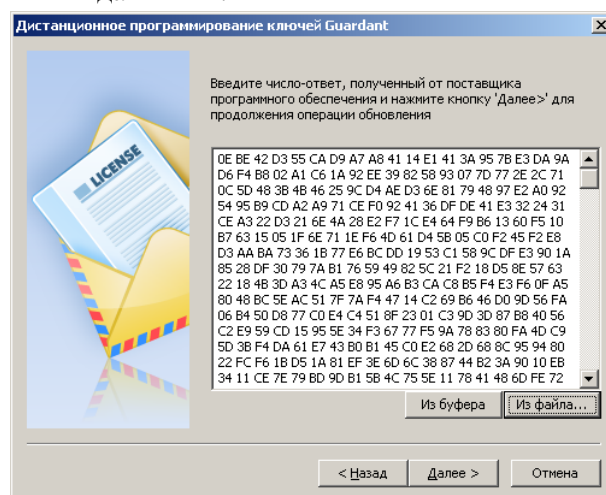 Дистанционное программирование ключей Guardant
LICENSE
Введите число-ответ, полученный от поставщика
программного обеспечения и нажмите кнопку 'Далее>' для
продолжения операции обновления
0E BE 42 D3 55 CA D9 A7 A8 41 14 E1 41 3A 95 7B E3 DA 9A
D6 F4 B8 02 A1 C6 1A 92 EE 39 82 58 93 07 7D 77 2E 2C 71
0C 5D 48 3B 4B 46 25 9C D4 AE D3 6E 81 79 48 97 E2 A0 92
54 95 B9 CD A2 A9 71 CE F0 92 41 36 DF DE 41 E3 32 24 31
CE A3 22 D3 21 6E 4A 28 E2 F7 1C E4 64 F9 B6 13 60 F5 10
B7 63 15 05 1F 6E 71 1E F6 4D 61 D4 5B 05 C0 F2 45 F2 E8
D3 AA BA 73 36 1B 77 E6 BC DD 19 53 C1 58 9C DF E3 90 1A
85 28 DF 30 79 7A B1 76 59 49 82 5C 21 F2 18 D5 8E 57 63
22 18 4B 3D A3 4C A5 E8 95 A6 B3 CA C8 B5 F4 E3 F6 0F A5
80 48 BC 5E AC 51 7F 7A F4 47 14 C2 69 B6 46 D0 9D 56 FA
06 B4 50 D8 77 C0 E4 C4 51 8F 23 01 C3 9D 3D 87 B8 40 56
C2 E9 59 CD 15 95 5E 34 F3 67 77 F5 9A 78 83 80 FA 4D C9
5D 3B F4 DA 61 E7 43 B0 B1 45 C0 E2 68 2D 68 8C 95 94 80
22 FC F6 1B D5 1A 81 EF 3E 6D 6C 38 87 44 B2 3A 90 10 EB
34 11 CE 7E 79 BD 9D B1 5B 4C 75 5E 11 78 41 48 6D FE 72
Из буфера Из файла...
< Назад Далее > Отмена